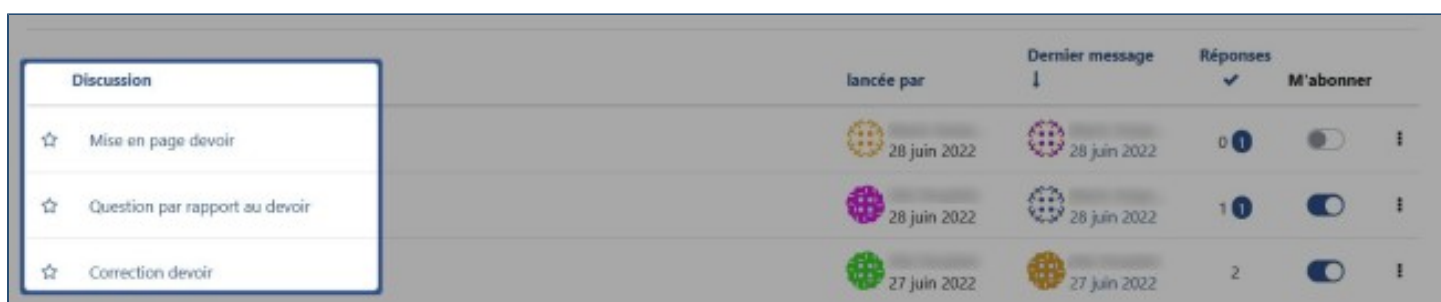 Discussion lancée par Dernier message Réponses M'abonner
Mise en page devoir 28 juin 2022 28 juin 2022 0 1
Question par rapport au devoir 28 juin 2022 28 juin 2022 1 1
Correction devoir 27 juin 2022 27 juin 2022 2